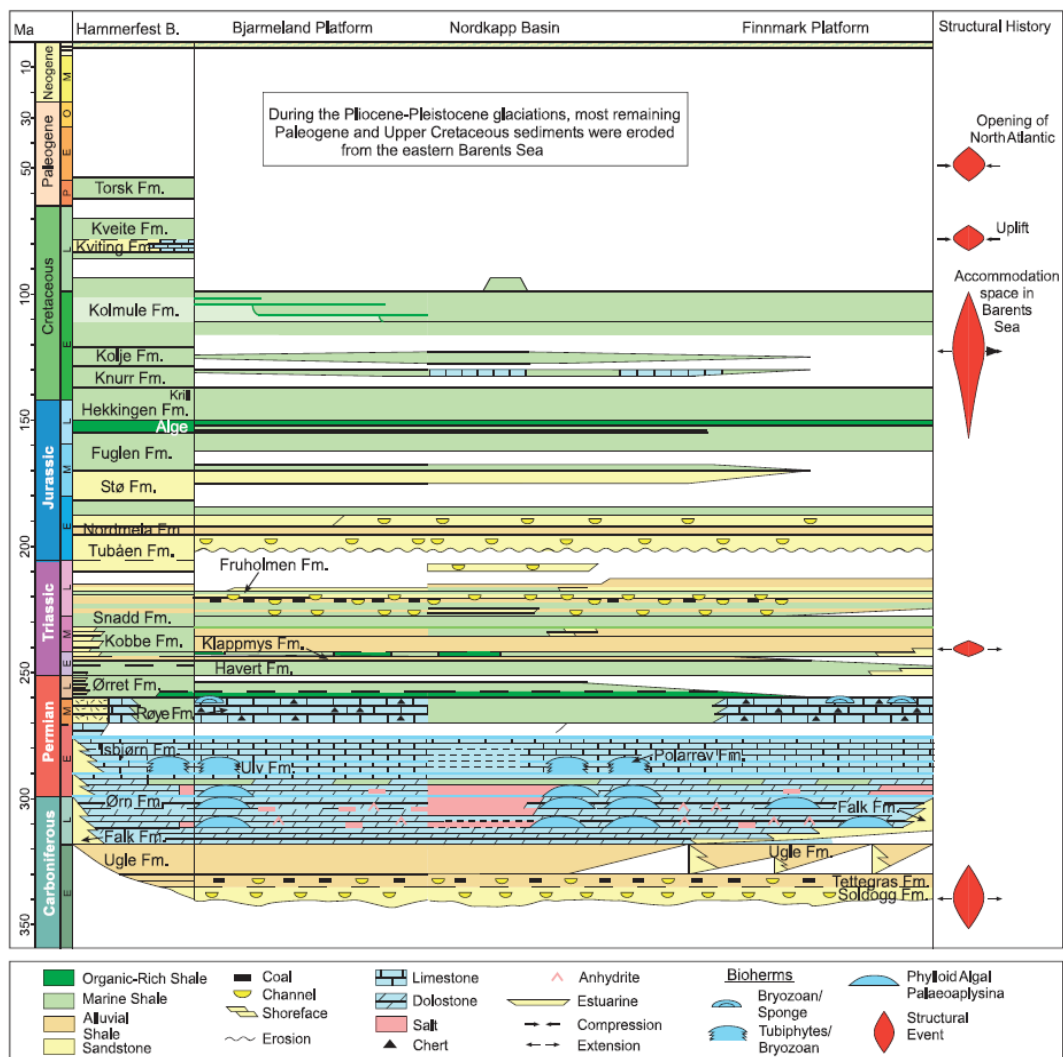 Ma
Hammerfest B.
Bjarmeland Platform
Nordkapp Basin
Finnmark Platform
Structural History
10
30
50
100
150
200
250
300
350
Neogene
Paleogene
Cretaceous
Jurassic
Triassic
Permian
Carboniferous
M
O
E
P
L
E
L
M
E
L
M
E
L
M
E
L
E
During the Pliocene-Pleistocene glaciations, most remaining
Paleogene and Upper Cretaceous sediments were eroded
from the eastern Barents Sea
Torsk Fm.
Kveite Fm.
Kviting Fm.
Kolmule Fm.
Kolje Fm.
Knurr Fm.
Krill
Hekkingen Fm.
Alge
Fuglen Fm.
Stø Fm.
Nordmela Fm
Tubåen Fm.
Fruholmen Fm.
Snadd Fm.
Kobbe Fm.
Klappmys Fm.
Havert Fm.
Ørret Fm.
Røye Fm.
Isbjørn Fm.
Ulv Fm.
Polarrev Fm.
Ørn Fm.
Falk Fm.
Falk Fm.
Ugle Fm.
Ugle Fm.
Tettegras Fm.
Soldogg Fm.
Opening of
North Atlantic
Uplift
Accommodation
space in
Barents
Sea
Organic-Rich Shale
Marine Shale
Alluvial
Shale
Sandstone
Coal
Channel
Shoreface
Erosion
Limestone
Dolostone
Salt
Chert
Anhydrite
Estuarine
Compression
Extension
Bioherms
Bryozoan/
Sponge
Tubiphytes/
Bryozoan
Phylloid Algal
Palaeoaplysina
Structural
Event